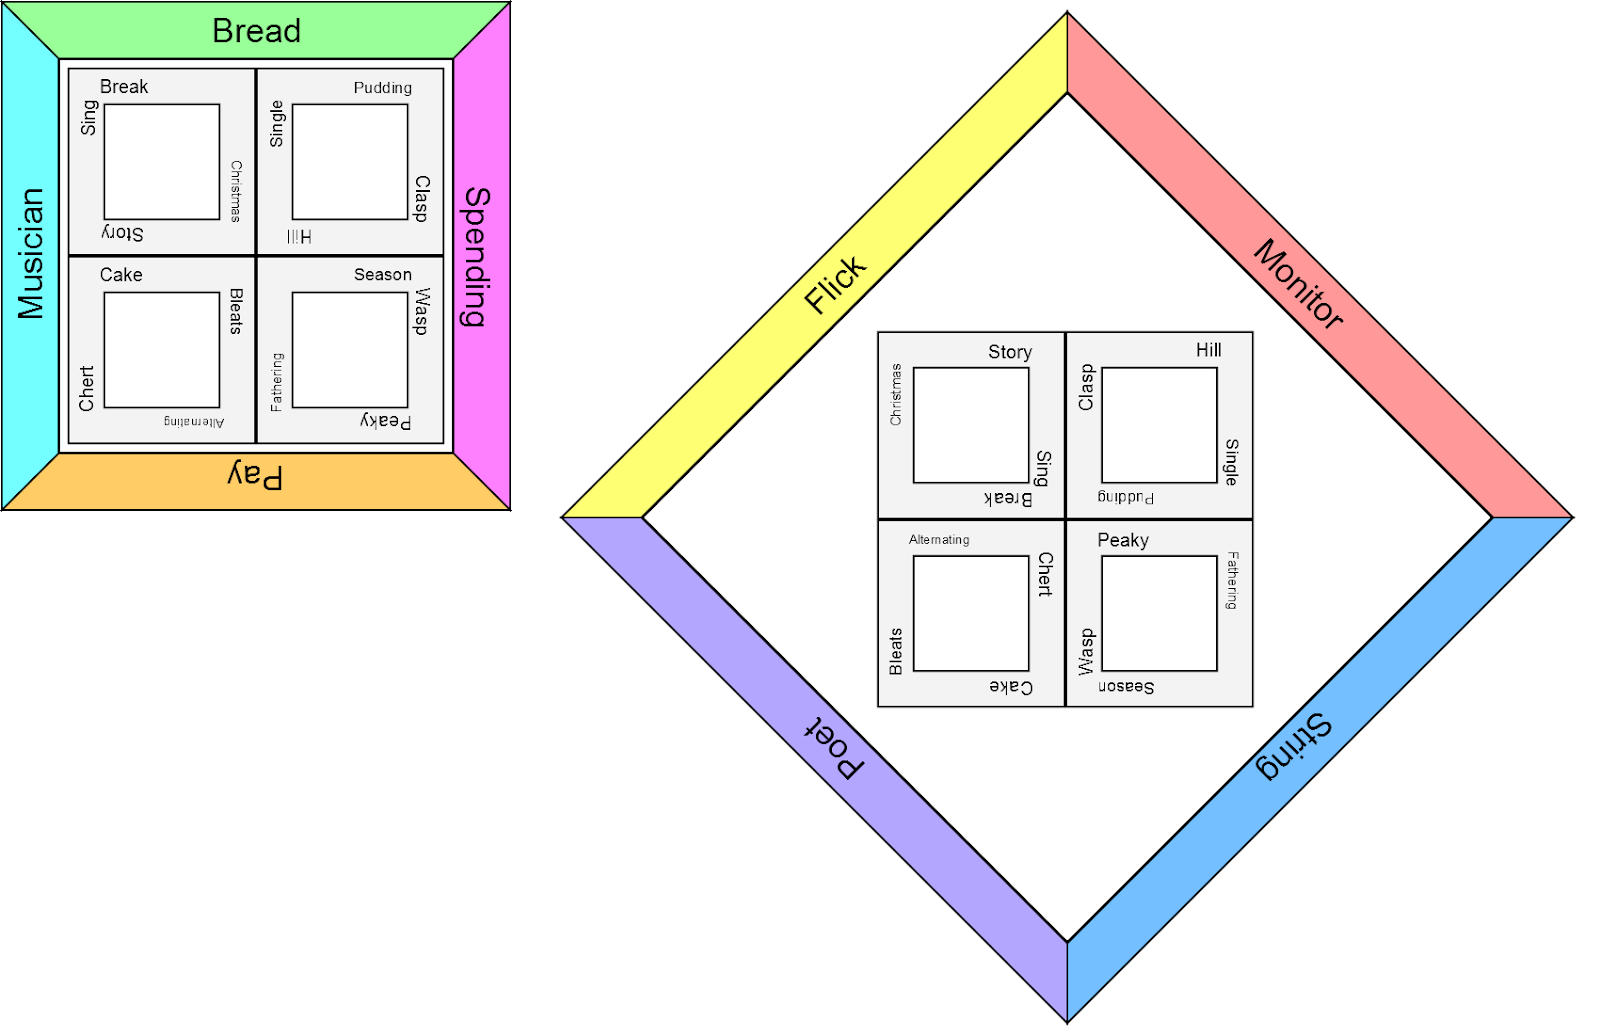 Bread
Musician
Spending
Pay
Break
Sing
Christmas
Story
Pudding
Single
Clasp
Hill
Cake
Chert
Bleats
Alternating
Season
Fathering
Wasp
Peaky
Flick
Monitor
Poet
String
Story
Christmas
Sing
Break
Hill
Clasp
Single
Pudding
Alternating
Bleats
Chert
Cake
Peaky
Wasp
Fathering
Season